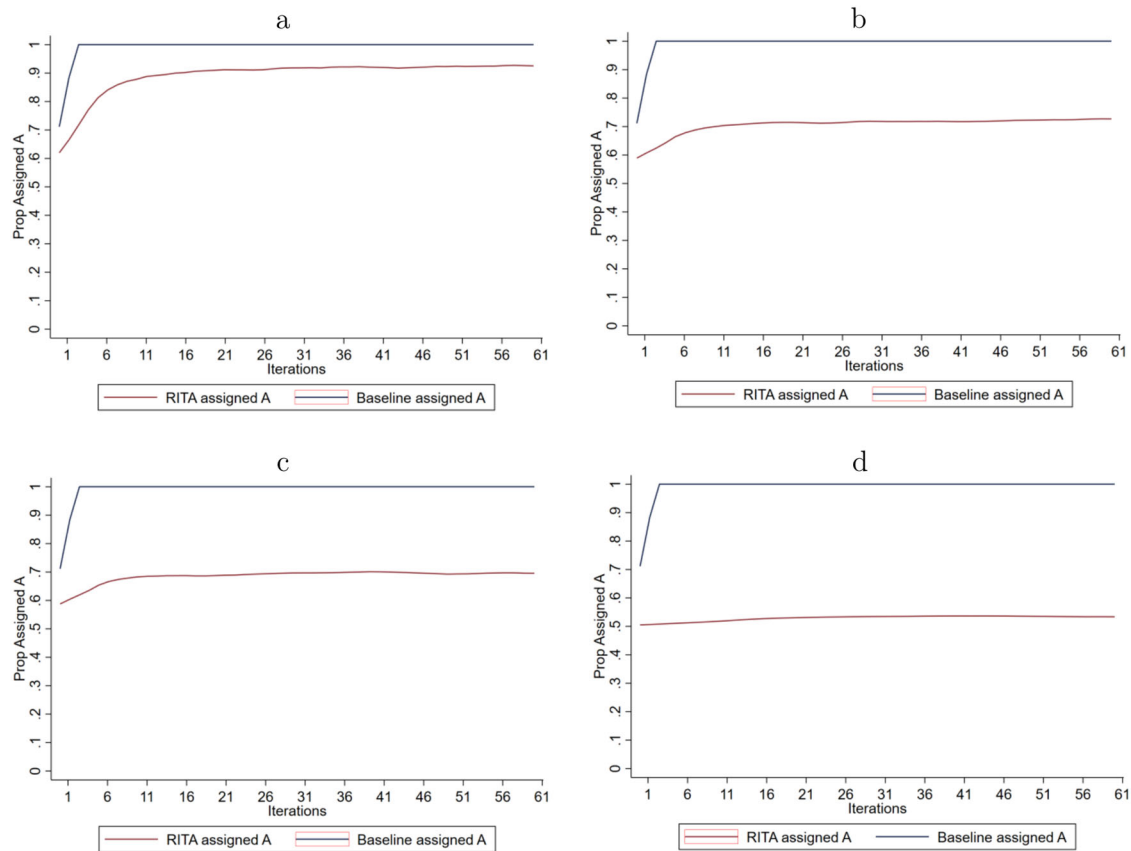 a
Prop Assigned A
1
.9
.8
.7
.6
.5
.4
.3
.2
.1
0
1 6 11 16 21 26 31 36 41 46 51 56 61
Iterations
RITA assigned A Baseline assigned A
b
Prop Assigned A
1
.9
.8
.7
.6
.5
.4
.3
.2
.1
0
1 6 11 16 21 26 31 36 41 46 51 56 61
Iterations
RITA assigned A Baseline assigned A
c
Prop Assigned A
1
.9
.8
.7
.6
.5
.4
.3
.2
.1
0
1 6 11 16 21 26 31 36 41 46 51 56 61
Iterations
RITA assigned A Baseline assigned A
d
Prop Assigned A
1
.9
.8
.7
.6
.5
.4
.3
.2
.1
0
1 6 11 16 21 26 31 36 41 46 51 56 61
Iterations
RITA assigned A Baseline assigned A